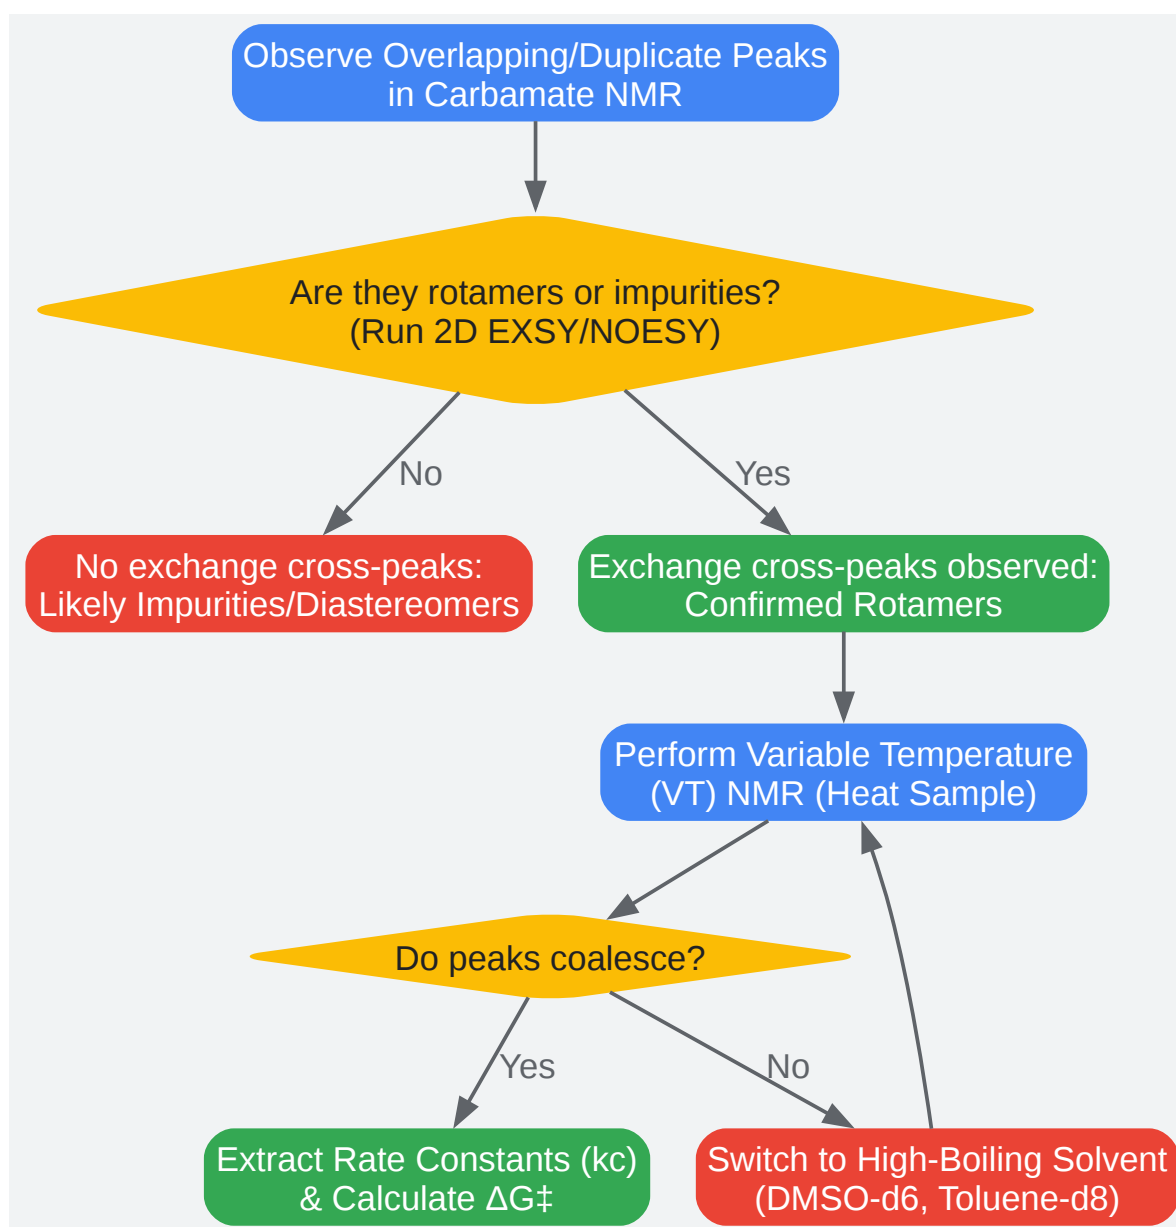 Observe Overlapping/Duplicate Peaks
in Carbamate NMR
Are they rotamers or impurities?
(Run 2D EXSY/NOESY)
No
Yes
No exchange cross-peaks:
Likely Impurities/Diastereomers
Exchange cross-peaks observed:
Confirmed Rotamers
Perform Variable Temperature
(VT) NMR (Heat Sample)
Do peaks coalesce?
Yes
No
Extract Rate Constants (kc)
& Calculate ΔG‡
Switch to High-Boiling Solvent
(DMSO-d6, Toluene-d8)